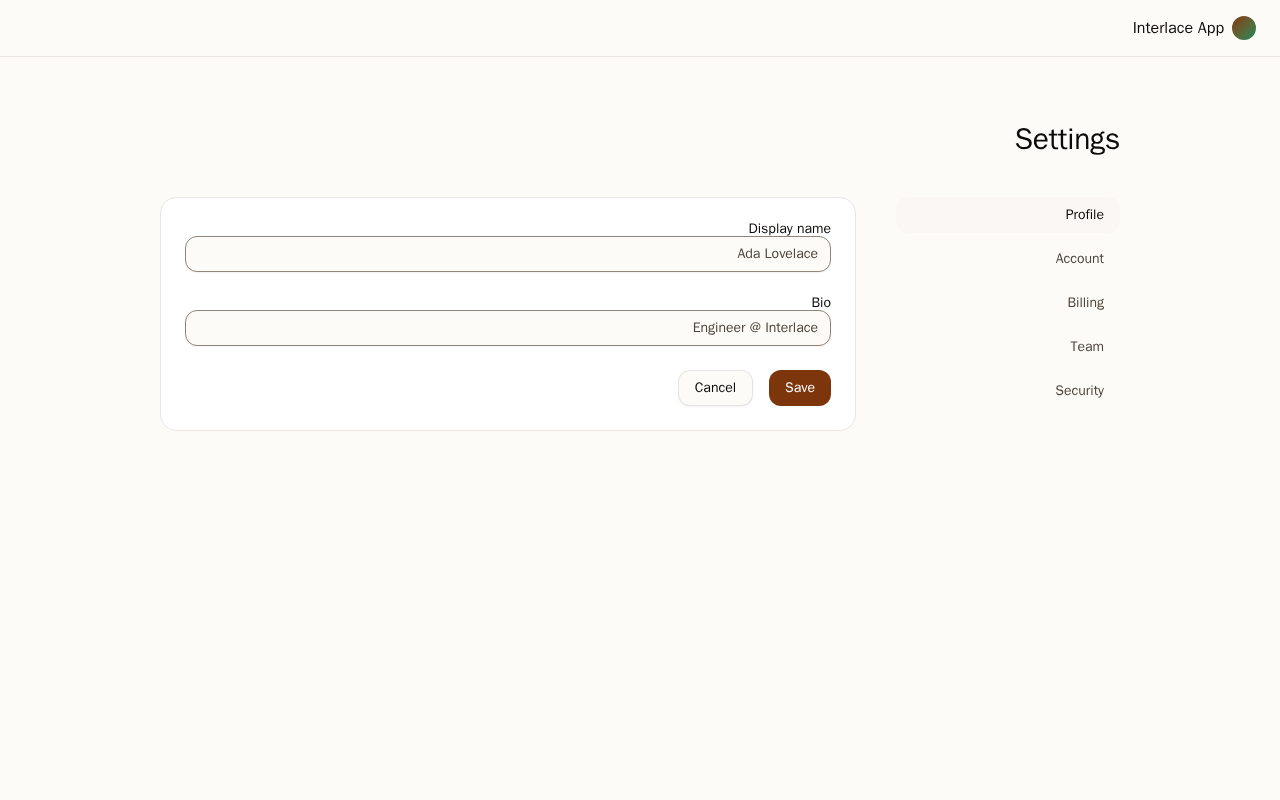 Interlace App
Settings
Profile
Account
Billing
Team
Security
Display name
Ada Lovelace
Bio
Engineer @ Interlace
Save
Cancel